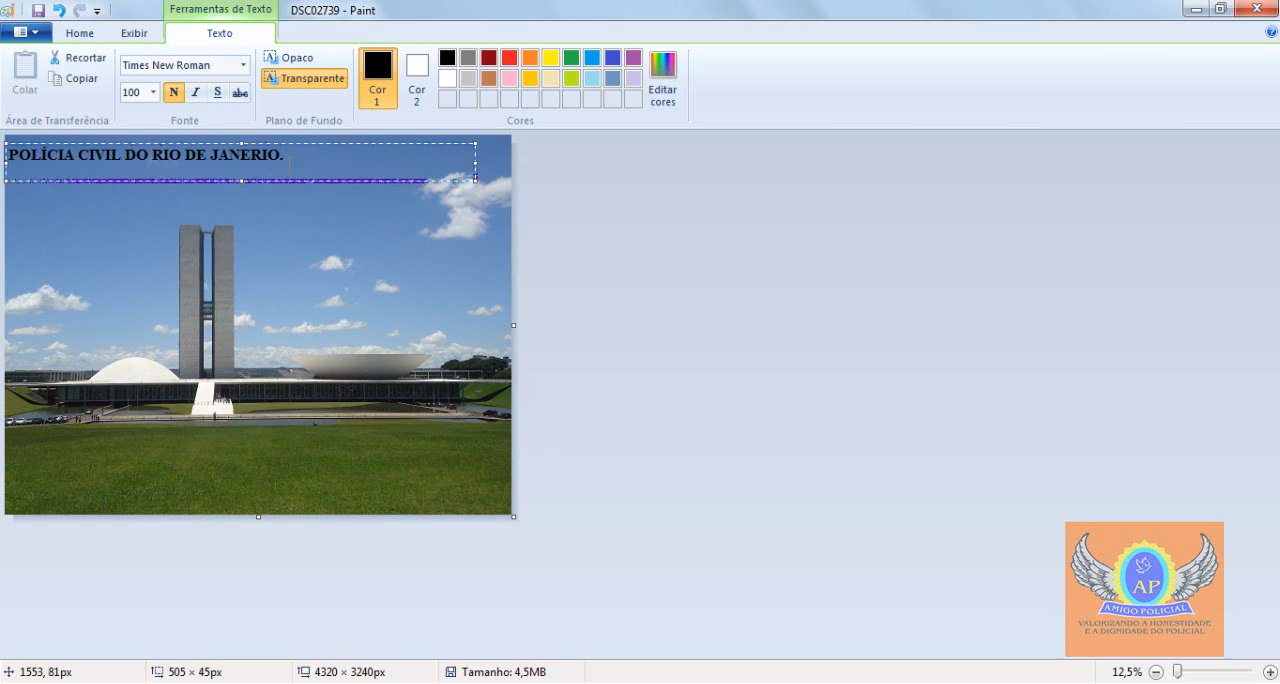 Ferramentas de Texto
DSC02739 - Paint
Home
Exibir
Texto
Colar
Recortar
Copiar
Área de Transferência
Times New Roman
100
N
I
S
abc
Fonte
Opaco
Transparente
Plano de Fundo
Cor
1
Cor
2
Editar
cores
Cores
POLÍCIA CIVIL DO RIO DE JANERIO.
AP
AMIGO POLICIAL
VALORIZANDO A HONESTIDADE
E A DIGNIDADE DO POLICIAL
1553, 81px
505 × 45px
4320 × 3240px
Tamanho: 4,5MB
12,5%